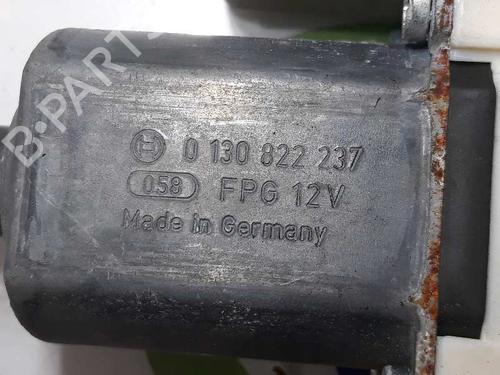 0 130 822 237
058 FPG 12V
Made in Germany
B-PARTS